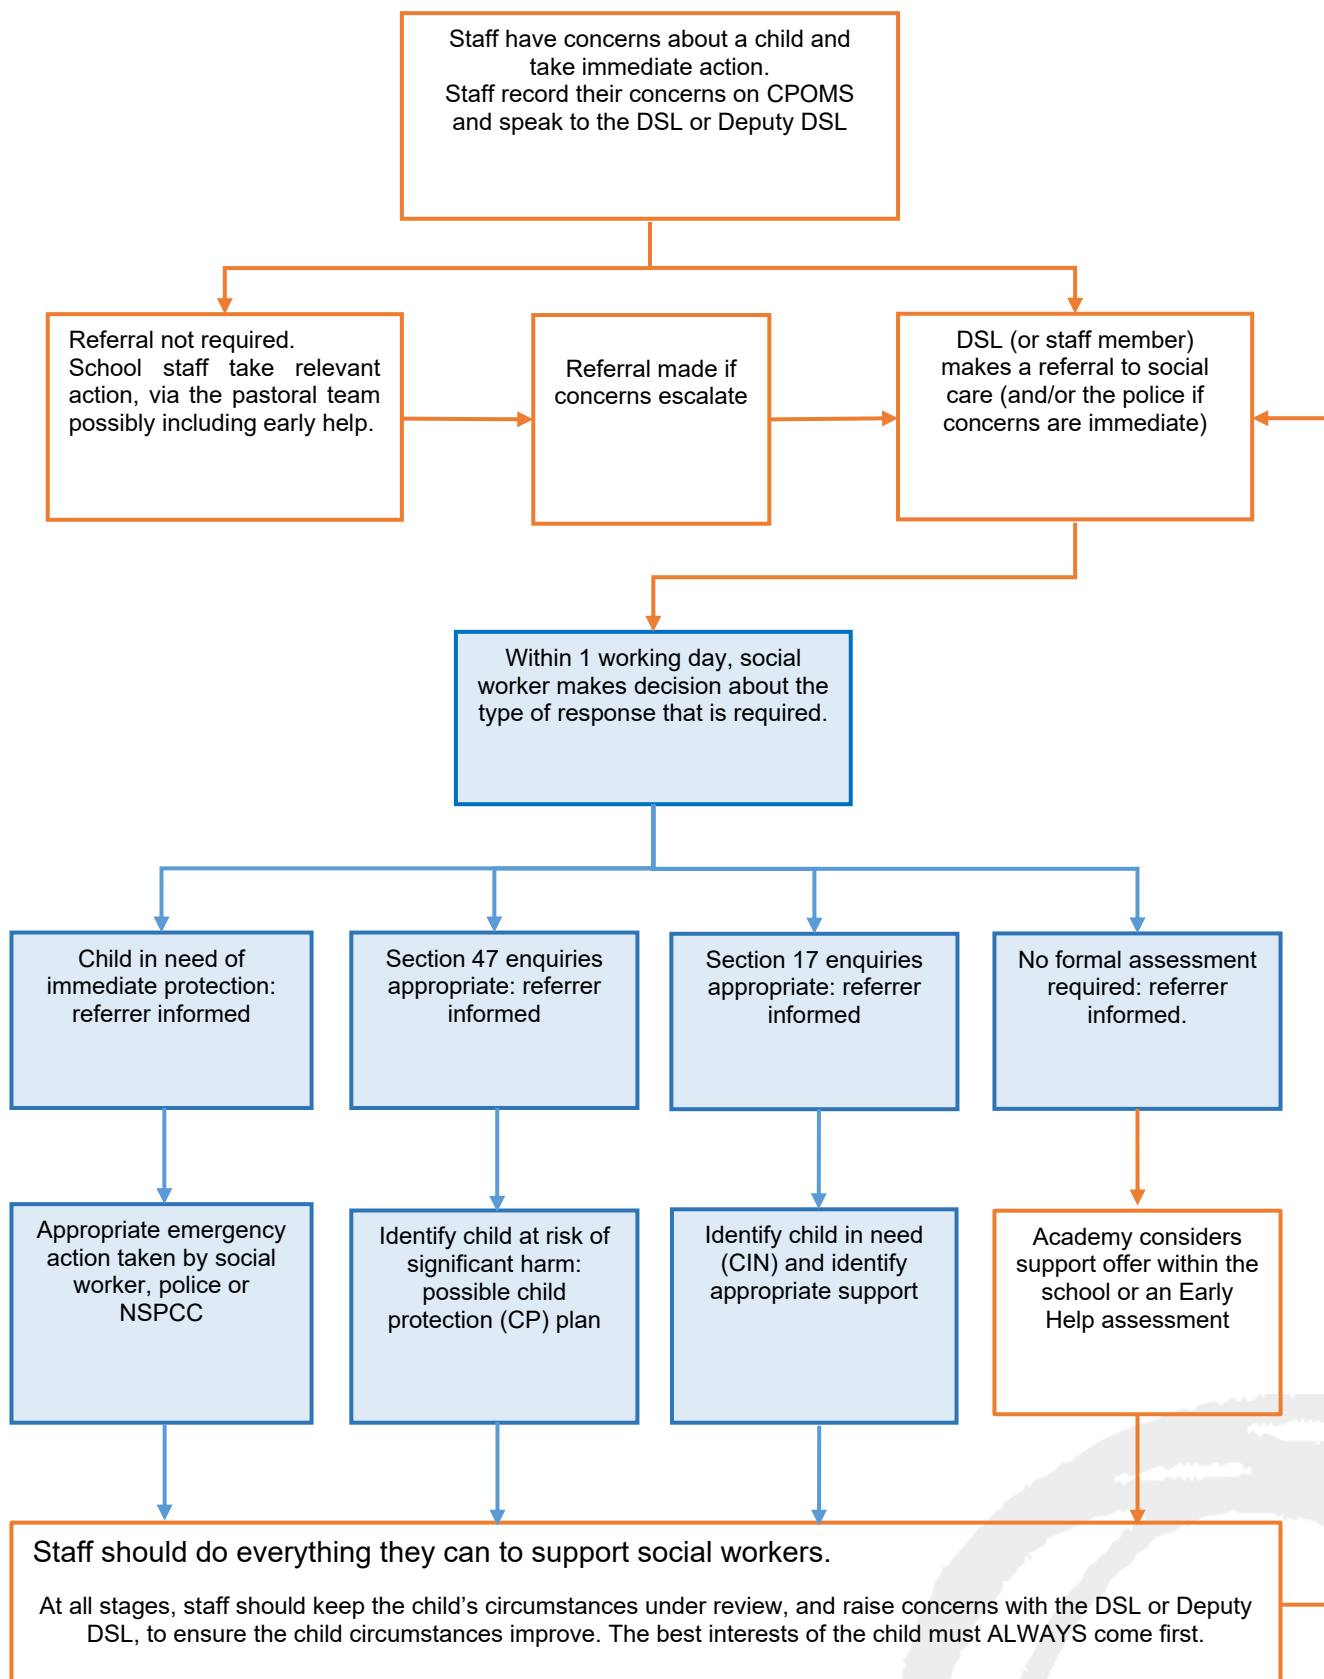 Staff have concerns about a child and
take immediate action.
Staff record their concerns on CPOMS
and speak to the DSL or Deputy DSL
Referral not required.
School staff take relevant
action, via the pastoral team
possibly including early help.
Referral made if
concerns escalate
DSL (or staff member)
makes a referral to social
care (and/or the police if
concerns are immediate)
Within 1 working day, social
worker makes decision about the
type of response that is required.
Child in need of
immediate protection:
referrer informed
Section 47 enquiries
appropriate: referrer
informed
Section 17 enquiries
appropriate: referrer
informed
No formal assessment
required: referrer
informed.
Appropriate emergency
action taken by social
worker, police or
NSPCC
Identify child at risk of
significant harm:
possible child
protection (CP) plan
Identify child in need
(CIN) and identify
appropriate support
Academy considers
support offer within the
school or an Early
Help assessment
Staff should do everything they can to support social workers.
At all stages, staff should keep the child’s circumstances under review, and raise concerns with the DSL or Deputy
DSL, to ensure the child circumstances improve. The best interests of the child must ALWAYS come first.